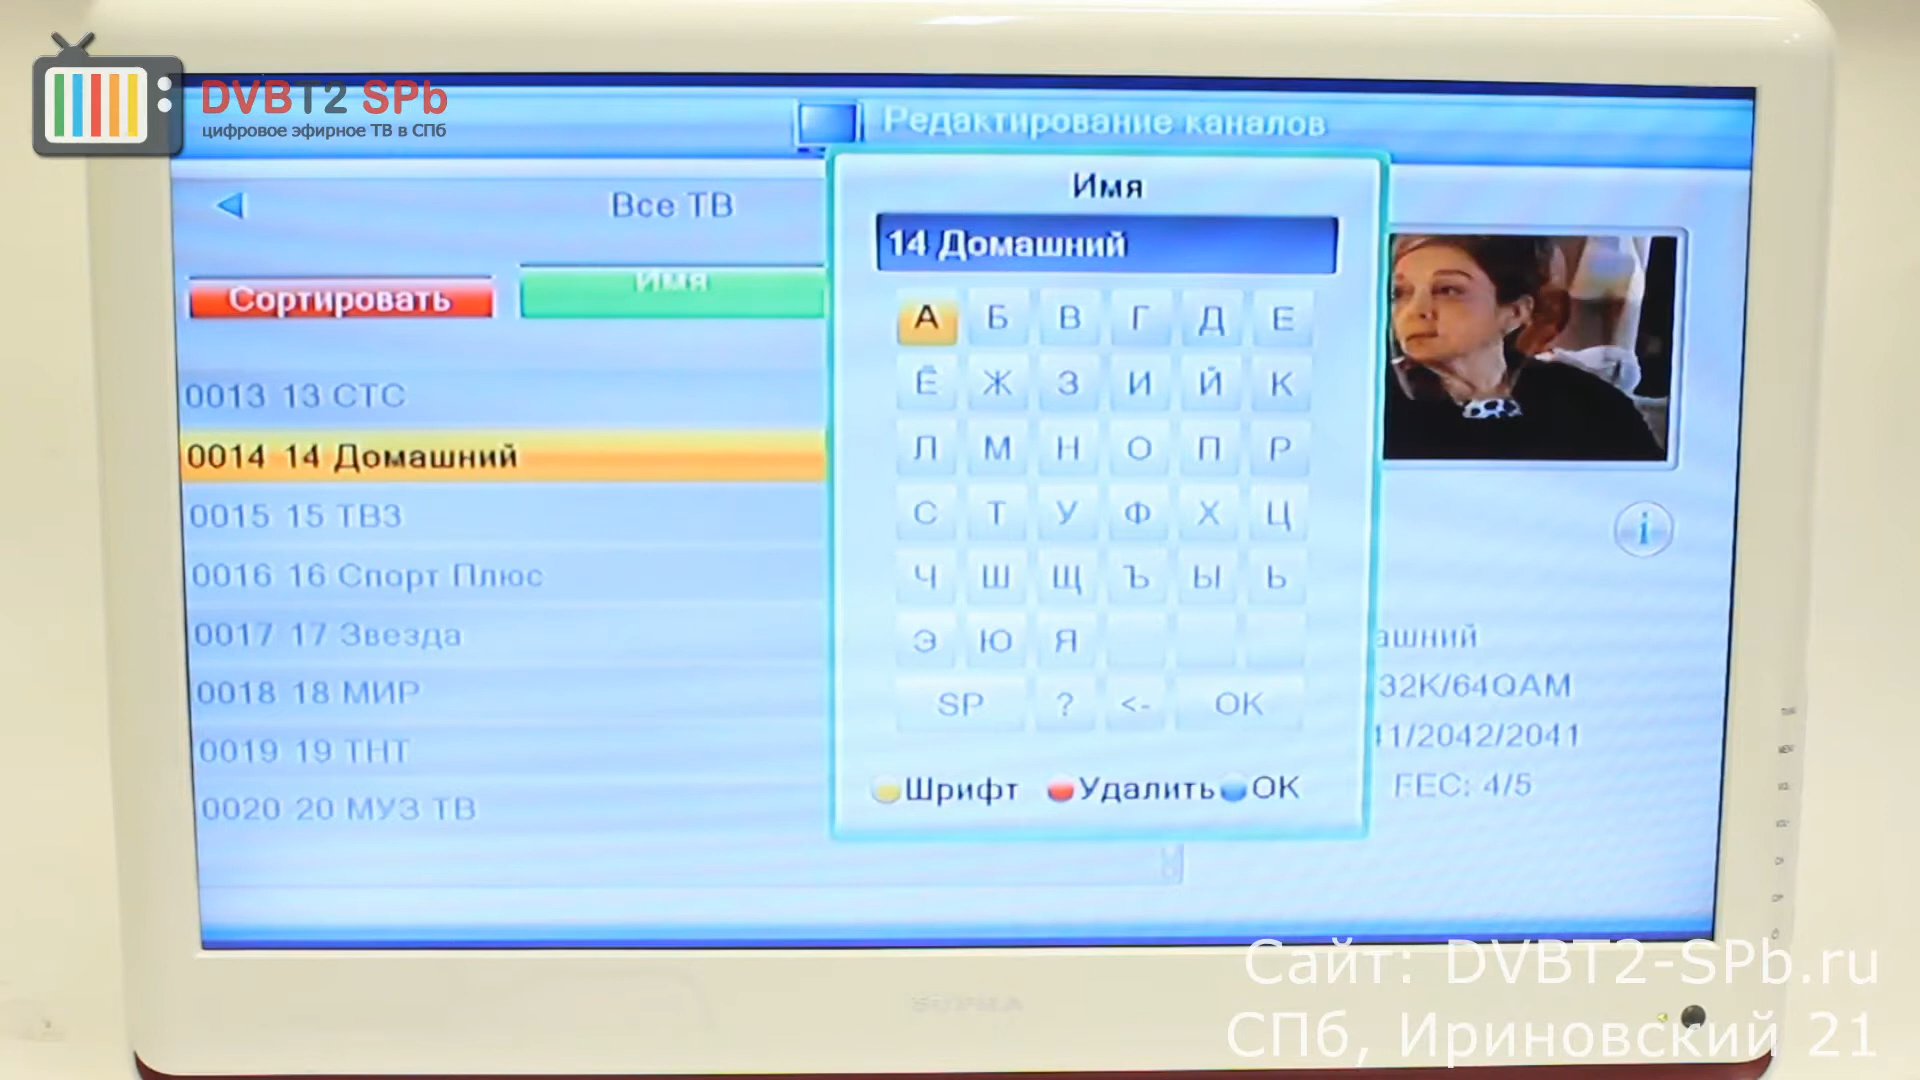 DVBT2 SPb
цифровое эфирное ТВ в СПб
Редактирование каналов
Все ТВ
Сортировать
Имя
0013 13 СТС
0014 14 Домашний
0015 15 ТВ3
0016 16 Спорт Плюс
0017 17 Звезда
0018 18 МИР
0019 19 ТНТ
0020 20 МУЗ ТВ
Имя
14 Домашний
А Б В Г Д Е
Ё Ж З И Й К
Л М Н О П Р
С Т У Ф Х Ц
Ч Ш Щ Ъ Ы Ь
Э Ю Я
SP ? <- OK
Шрифт Удалить OK
i
ашний
32K/64QAM
41/2042/2041
FEC: 4/5
SUPRA
Сайт: DVBT2-SPb.ru
СПб, Ириновский 21